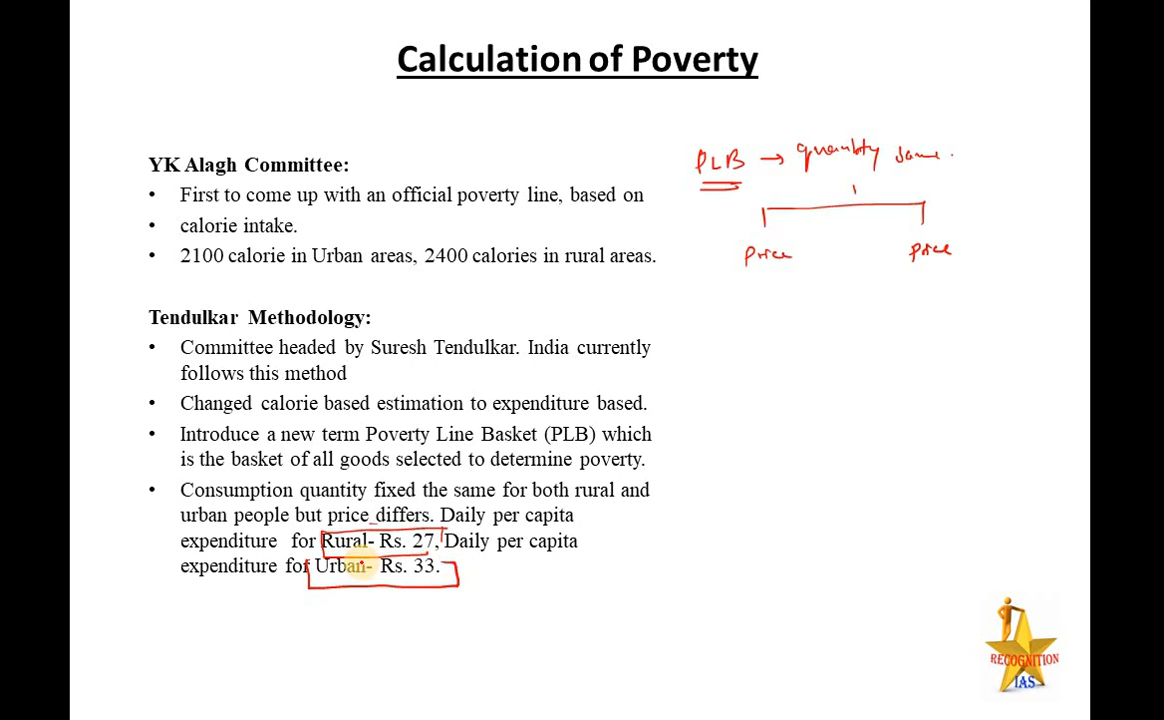 Calculation of Poverty
YK Alagh Committee:
• First to come up with an official poverty line, based on
• calorie intake.
• 2100 calorie in Urban areas, 2400 calories in rural areas.
PLB → quantity same.
price price
Tendulkar Methodology:
• Committee headed by Suresh Tendulkar. India currently
follows this method
• Changed calorie based estimation to expenditure based.
• Introduce a new term Poverty Line Basket (PLB) which
is the basket of all goods selected to determine poverty.
• Consumption quantity fixed the same for both rural and
urban people but price differs. Daily per capita
expenditure for Rural- Rs. 27, Daily per capita
expenditure for Urban- Rs. 33.
RECOGNITION
IAS